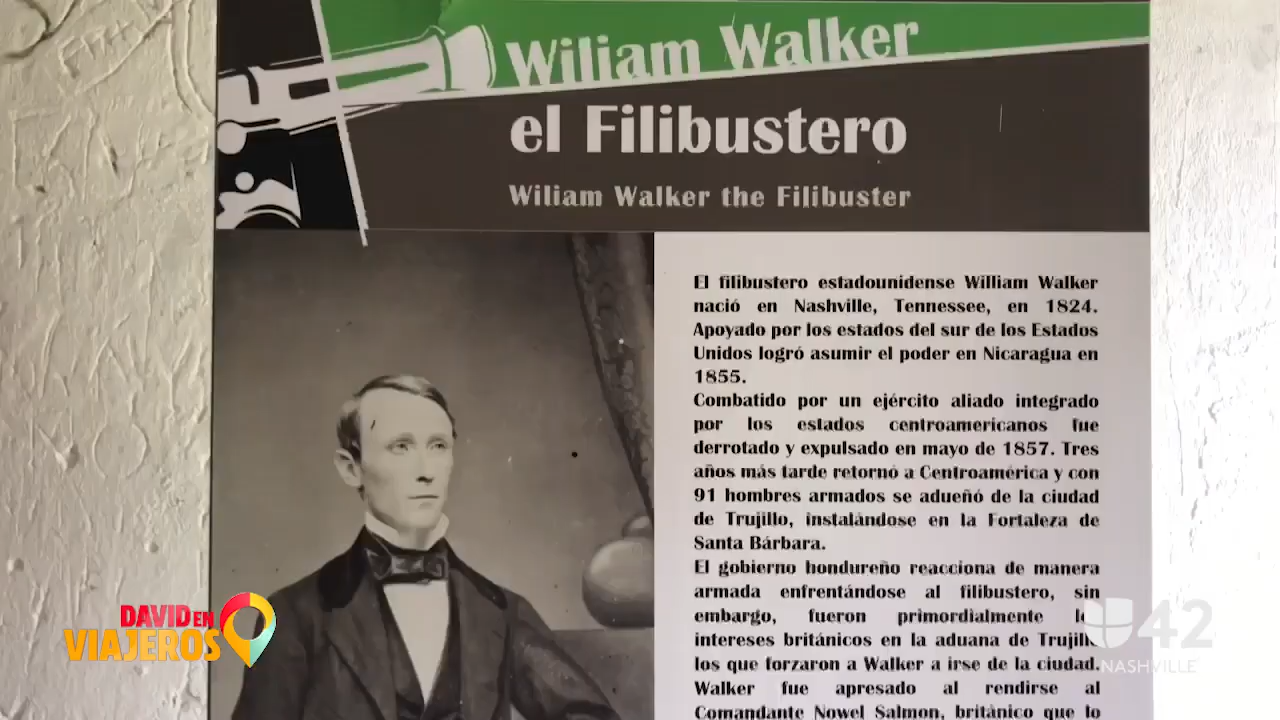 Wiliam Walker
el Filibustero
Wiliam Walker the Filibuster
El filibustero estadounidense William Walker
nació en Nashville, Tennessee, en 1824.
Apoyado por los estados del sur de los Estados
Unidos logró asumir el poder en Nicaragua en
1855.
Combatido por un ejército aliado integrado
por los estados centroamericanos fue
derrotado y expulsado en mayo de 1857. Tres
años más tarde retornó a Centroamérica y con
91 hombres armados se adueñó de la ciudad
de Trujillo, instalándose en la Fortaleza de
Santa Bárbara.
El gobierno hondureño reacciona de manera
armada enfrentándose al filibustero, sin
embargo, fueron primordialmente
intereses británicos en la aduana de Trujillo
los que forzaron a Walker a irse de la ciudad.
Walker fue apresado al rendirse al
Comandante Nowel Salmon, británico que lo
DAVID EN
VIAJEROS
42
NASHVILLE